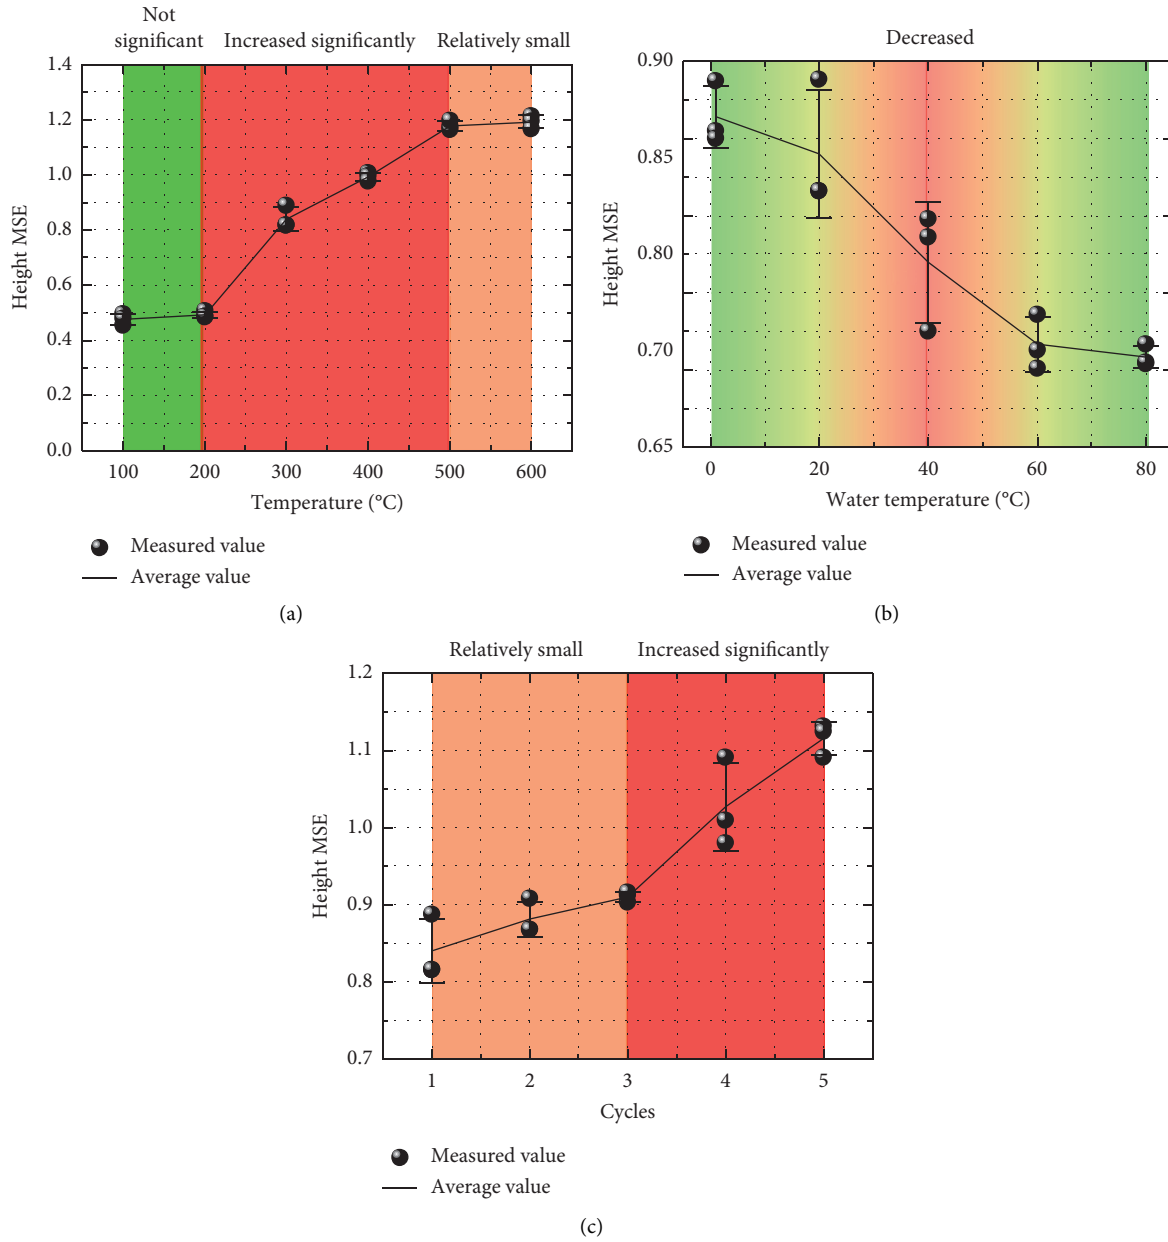 Not
significant
Increased significantly
Relatively small
1.4
1.2
1.0
0.8
0.6
0.4
0.2
0.0
Height MSE
100
200
300
400
500
600
Temperature (°C)
Measured value
Average value
(a)
Decreased
0.90
0.85
0.80
0.70
0.65
Height MSE
0
20
40
60
80
Water temperature (°C)
Measured value
Average value
(b)
Relatively small
Increased significantly
1.2
1.1
1.0
0.9
0.8
0.7
Height MSE
1
2
3
4
5
Cycles
Measured value
Average value
(c)